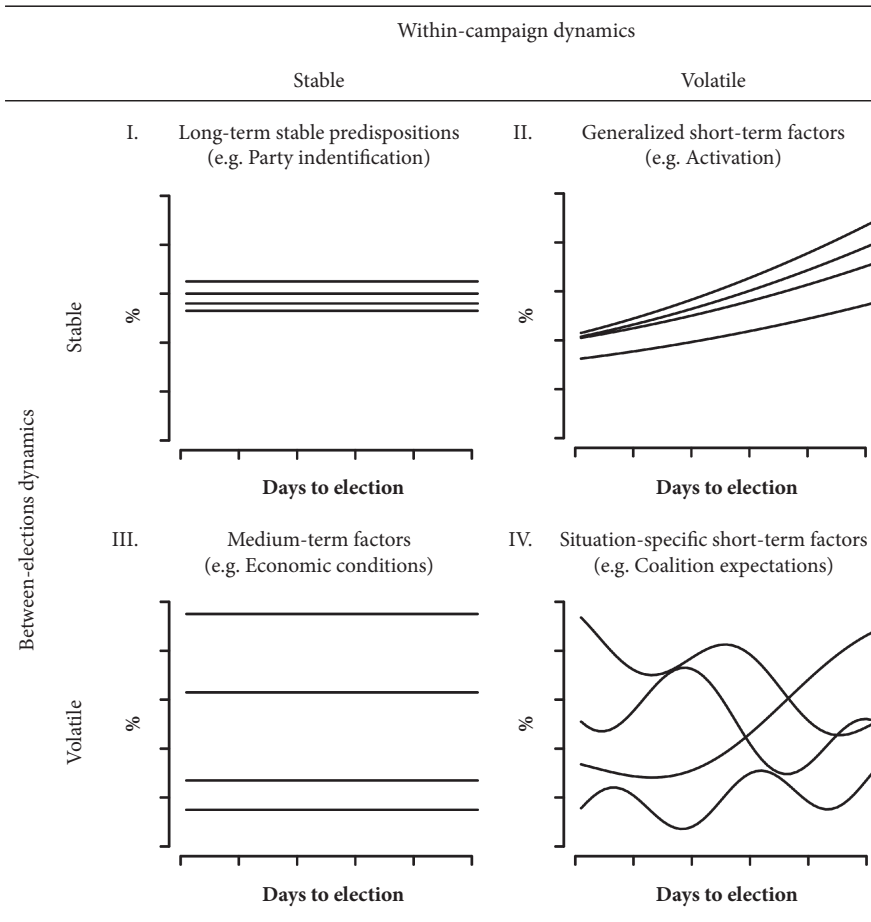 Within-campaign dynamics
Stable
Volatile
Between-elections dynamics
Stable
I. Long-term stable predispositions
(e.g. Party indentification)
%
Days to election
II. Generalized short-term factors
(e.g. Activation)
%
Days to election
Volatile
III. Medium-term factors
(e.g. Economic conditions)
%
Days to election
IV. Situation-specific short-term factors
(e.g. Coalition expectations)
%
Days to election